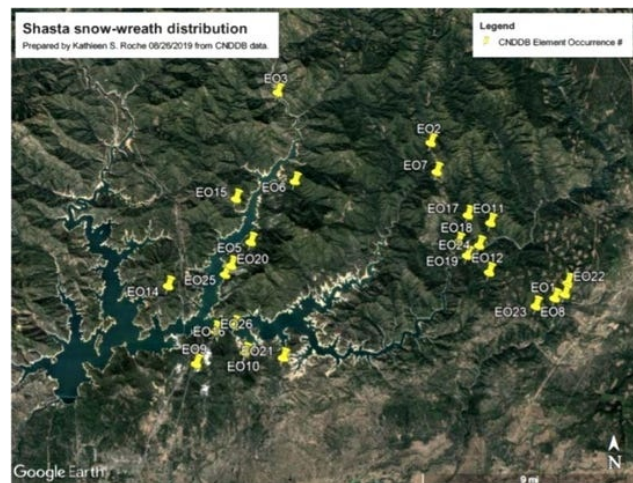 Shasta snow-wreath distribution
Prepared by Kathleen S. Roche 08/26/2019 from CNDDB data.
Legend
CNDDB Element Occurrence #
EO3
EO2
EO7
EO6
EO15
EO17
EO11
EO18
EO5
EO24
EO20
EO19
EO12
EO25
EO14
EO22
EO1
EO23
EO8
EO26
EO9
EO21
EO10
N
Google Earth
9 mi